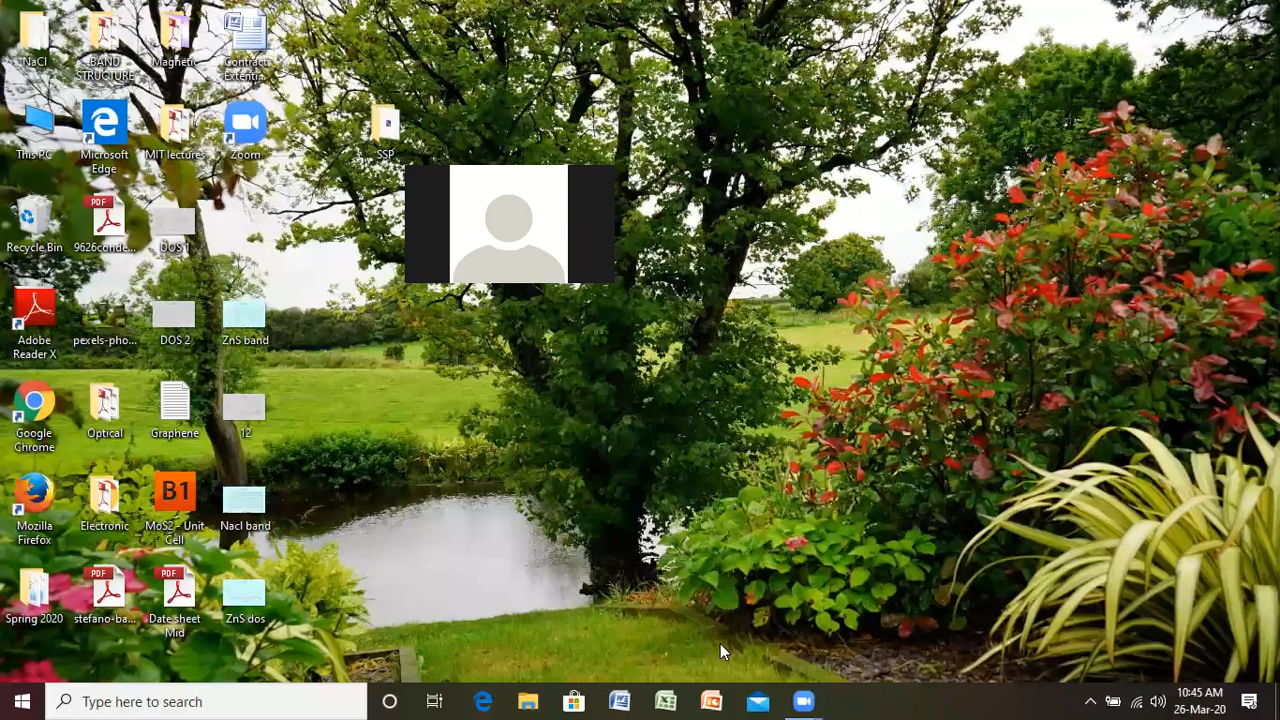 NaCl
BAND STRUCTURE
Magnetic
Contract Extenti...
This PC
Microsoft Edge
MIT lectures
Zoom
SSP
Recycle Bin
PDF
9626conde...
DOS 1
Adobe Reader X
pexels-pho...
DOS 2
ZnS band
Google Chrome
Optical
Graphene
12
Mozilla Firefox
Electronic
B1
MoS2 - Unit Cell
Nacl band
Spring 2020
PDF
stefano-ba...
PDF
Date sheet Mid
ZnS dos
Type here to search
10:45 AM
26-Mar-20